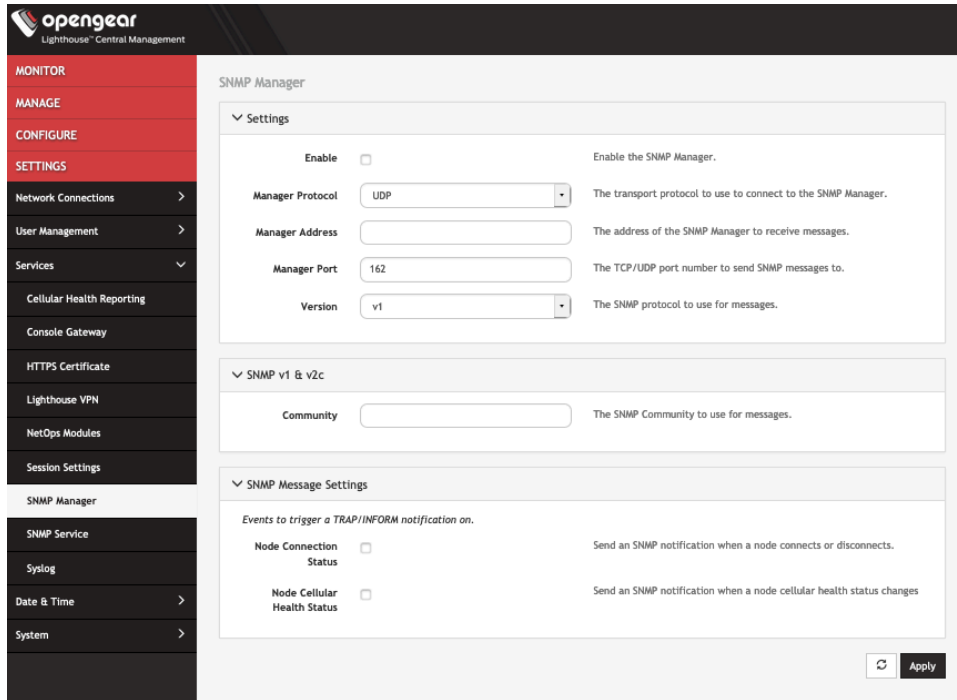 opengear
Lighthouse™ Central Management
MONITOR
MANAGE
CONFIGURE
SETTINGS
Network Connections
User Management
Services
Cellular Health Reporting
Console Gateway
HTTPS Certificate
Lighthouse VPN
NetOps Modules
Session Settings
SNMP Manager
SNMP Service
Syslog
Date & Time
System
SNMP Manager
Settings
Enable
Enable the SNMP Manager.
Manager Protocol
UDP
The transport protocol to use to connect to the SNMP Manager.
Manager Address
The address of the SNMP Manager to receive messages.
Manager Port
162
The TCP/UDP port number to send SNMP messages to.
Version
v1
The SNMP protocol to use for messages.
SNMP v1 & v2c
Community
The SNMP Community to use for messages.
SNMP Message Settings
Events to trigger a TRAP/INFORM notification on.
Node Connection
Status
Send an SNMP notification when a node connects or disconnects.
Node Cellular
Health Status
Send an SNMP notification when a node cellular health status changes
Apply